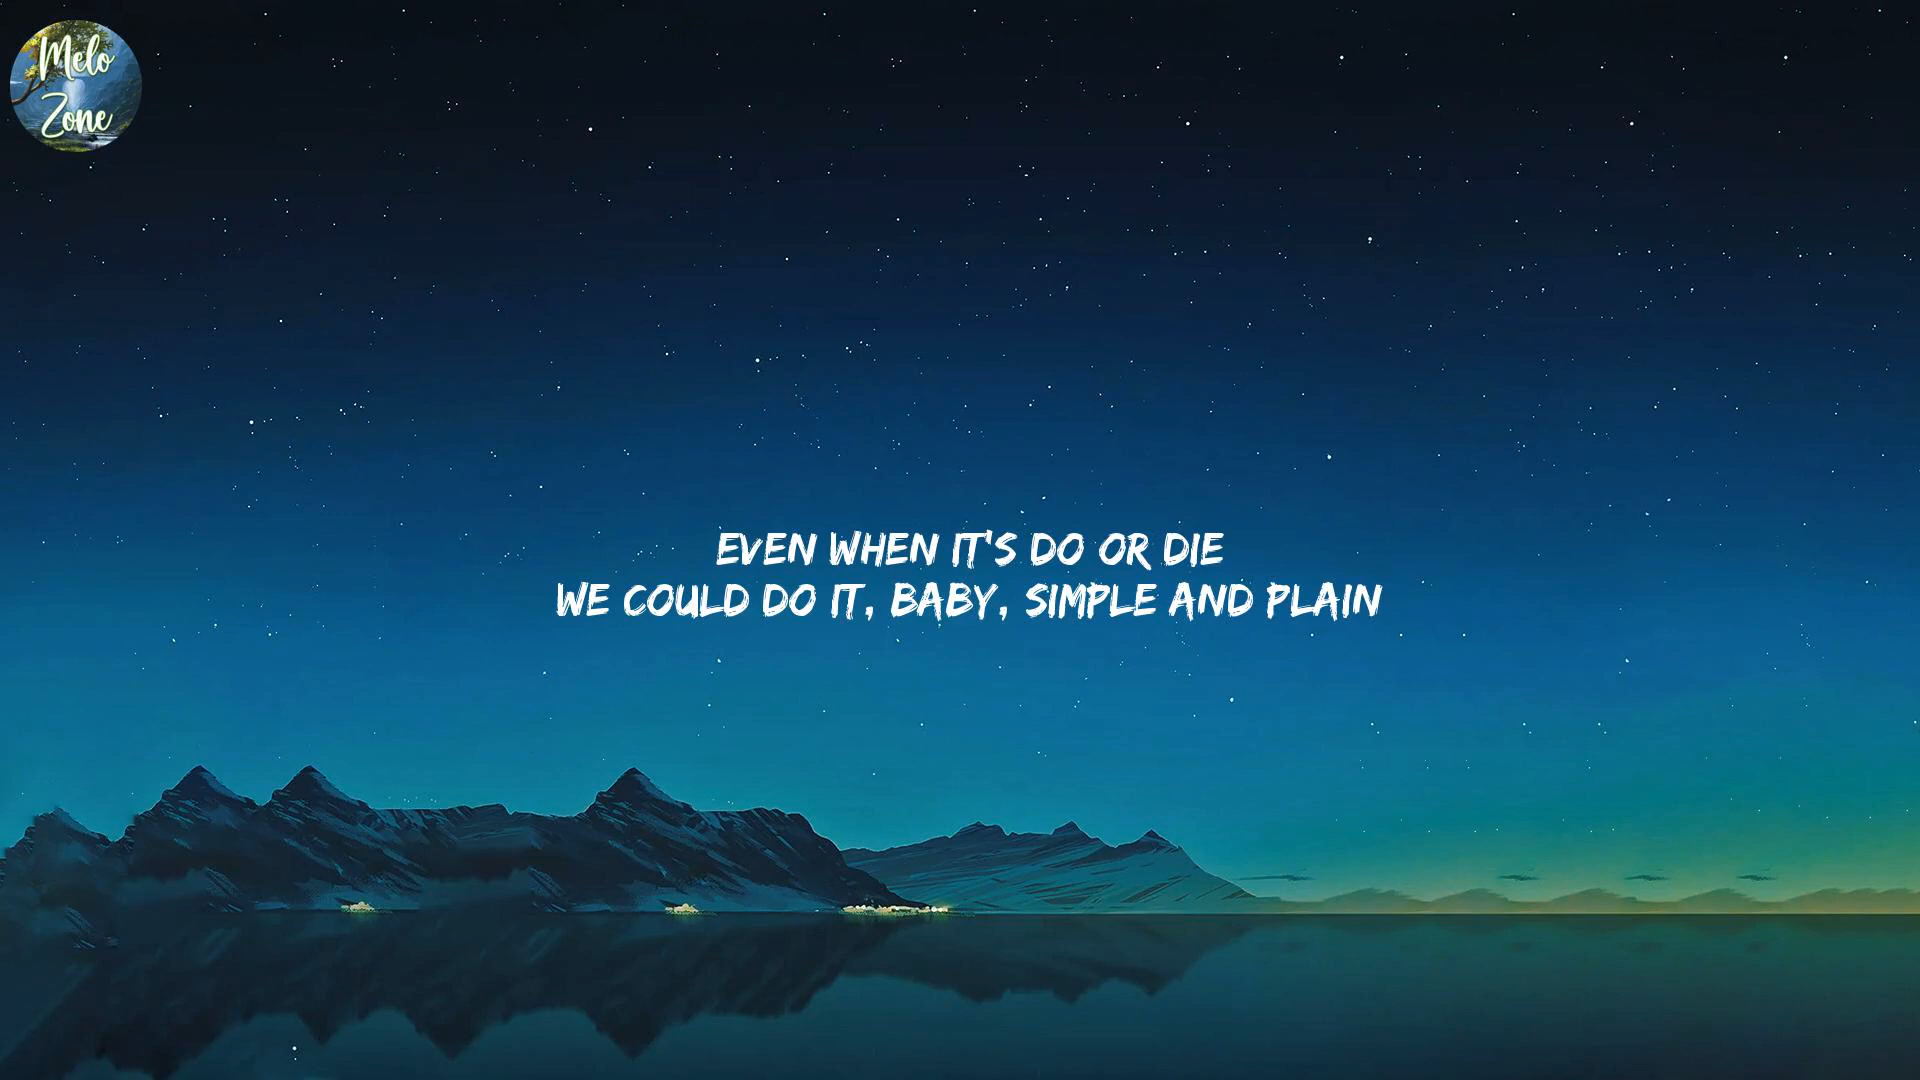 Melo
Zone
EVEN WHEN IT'S DO OR DIE
WE COULD DO IT, BABY, SIMPLE AND PLAIN